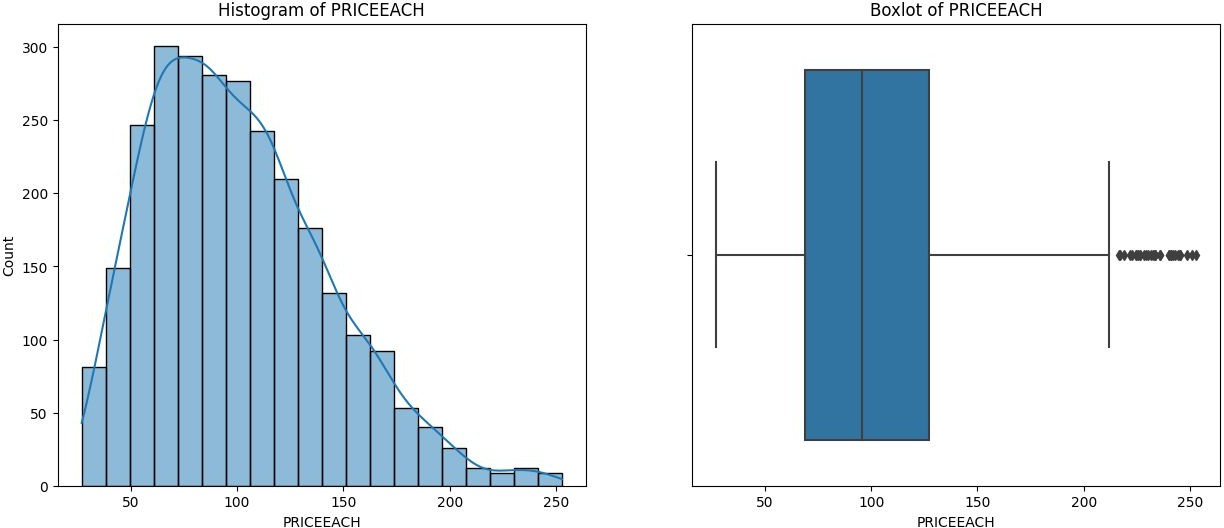 Histogram of PRICEEACH
300
250
200
150
100
50
0
Count
50 100 150 200 250
PRICEEACH
Boxlot of PRICEEACH
50 100 150 200 250
PRICEEACH